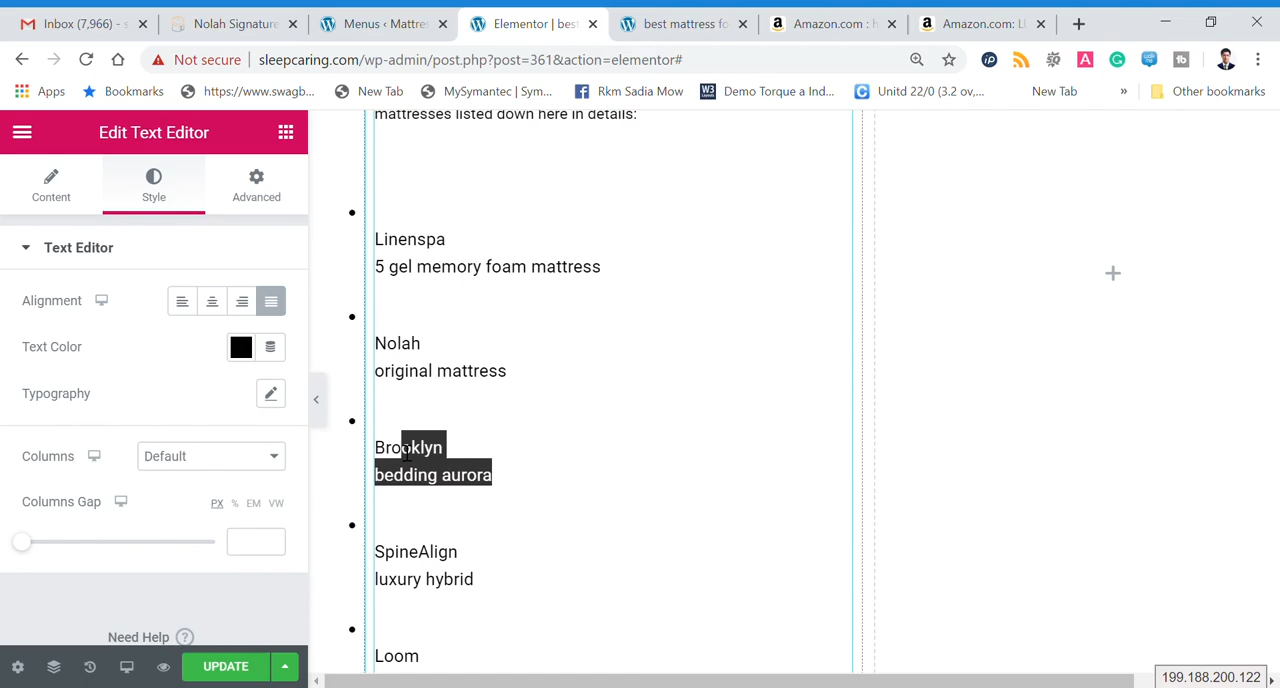 Inbox (7,966) - s
Nolah Signature
Menus ‹ Mattre
Elementor | bes
best mattress fo
Amazon.com : h
Amazon.com: L
Not secure
sleepcaring.com/wp-admin/post.php?post=361&action=elementor#
Apps
Bookmarks
https://www.swagb...
New Tab
MySymantec | Sym...
Rkm Sadia Mow
Demo Torque a Ind...
Unitd 22/0 (3.2 ov,...
New Tab
»
Other bookmarks
Edit Text Editor
Content
Style
Advanced
Text Editor
Alignment
Text Color
Typography
Columns
Default
Columns Gap
PX % EM VW
Need Help ?
UPDATE
mattresses listed down here in details:
Linenspa
5 gel memory foam mattress
Nolah
original mattress
Brooklyn
bedding aurora
SpineAlign
luxury hybrid
Loom
199.188.200.122